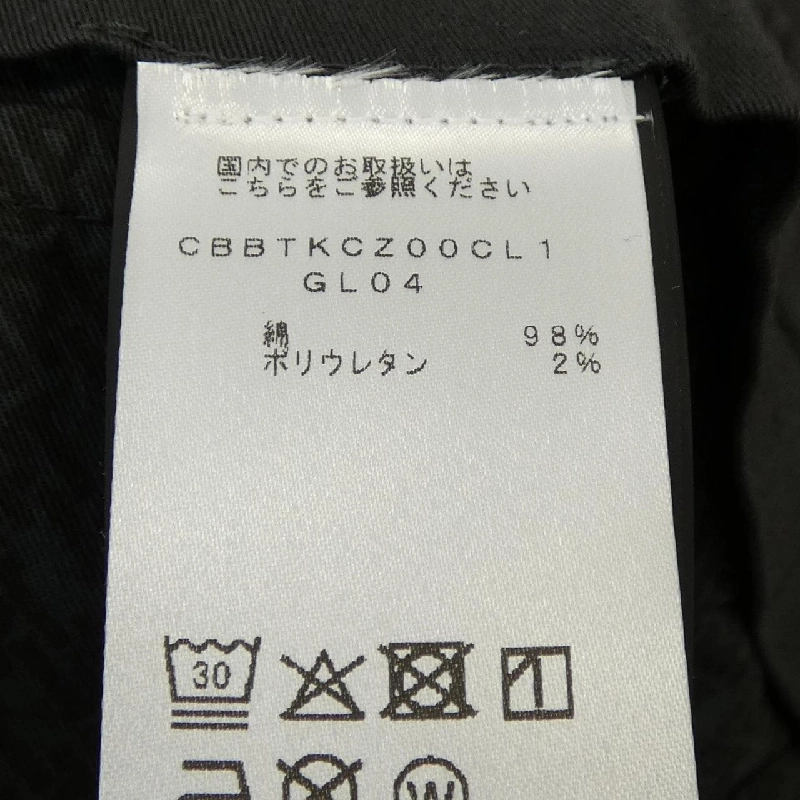 国内でのお取扱いは
こちらをご参照ください
CBBTKCZ00CL1
GL04
綿 98%
ポリウレタン 2%
30
W